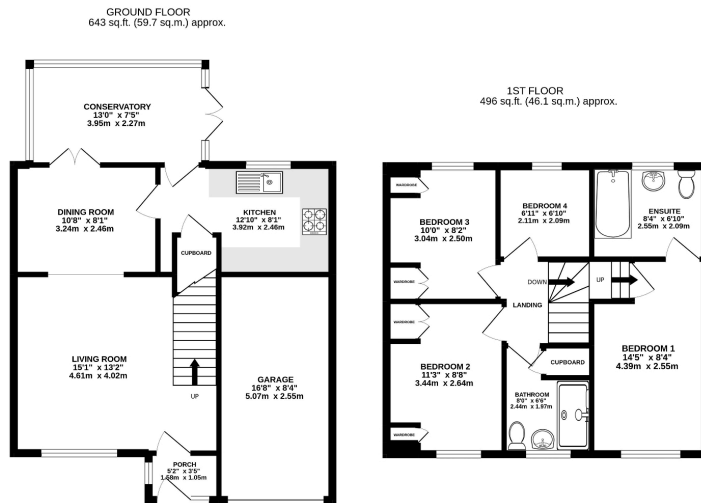 GROUND FLOOR
643 sq.ft. (59.7 sq.m.) approx.
CONSERVATORY
13'0" x 7'5"
3.95m x 2.27m
DINING ROOM
10'8" x 8'1"
3.24m x 2.46m
KITCHEN
12'10" x 8'1"
3.92m x 2.46m
CUPBOARD
LIVING ROOM
15'1" x 13'2"
4.61m x 4.02m
UP
GARAGE
16'8" x 8'4"
5.07m x 2.55m
PORCH
5'2" x 3'5"
1.58m x 1.05m
1ST FLOOR
496 sq.ft. (46.1 sq.m.) approx.
WARDROBE
BEDROOM 3
10'0" x 8'2"
3.04m x 2.50m
WARDROBE
BEDROOM 4
6'11" x 6'10"
2.11m x 2.09m
ENSUITE
8'4" x 6'10"
2.55m x 2.09m
DOWN
UP
LANDING
WARDROBE
BEDROOM 2
11'3" x 8'8"
3.44m x 2.64m
WARDROBE
CUPBOARD
BATHROOM
8'0" x 6'6"
2.44m x 1.97m
BEDROOM 1
14'5" x 8'4"
4.39m x 2.55m